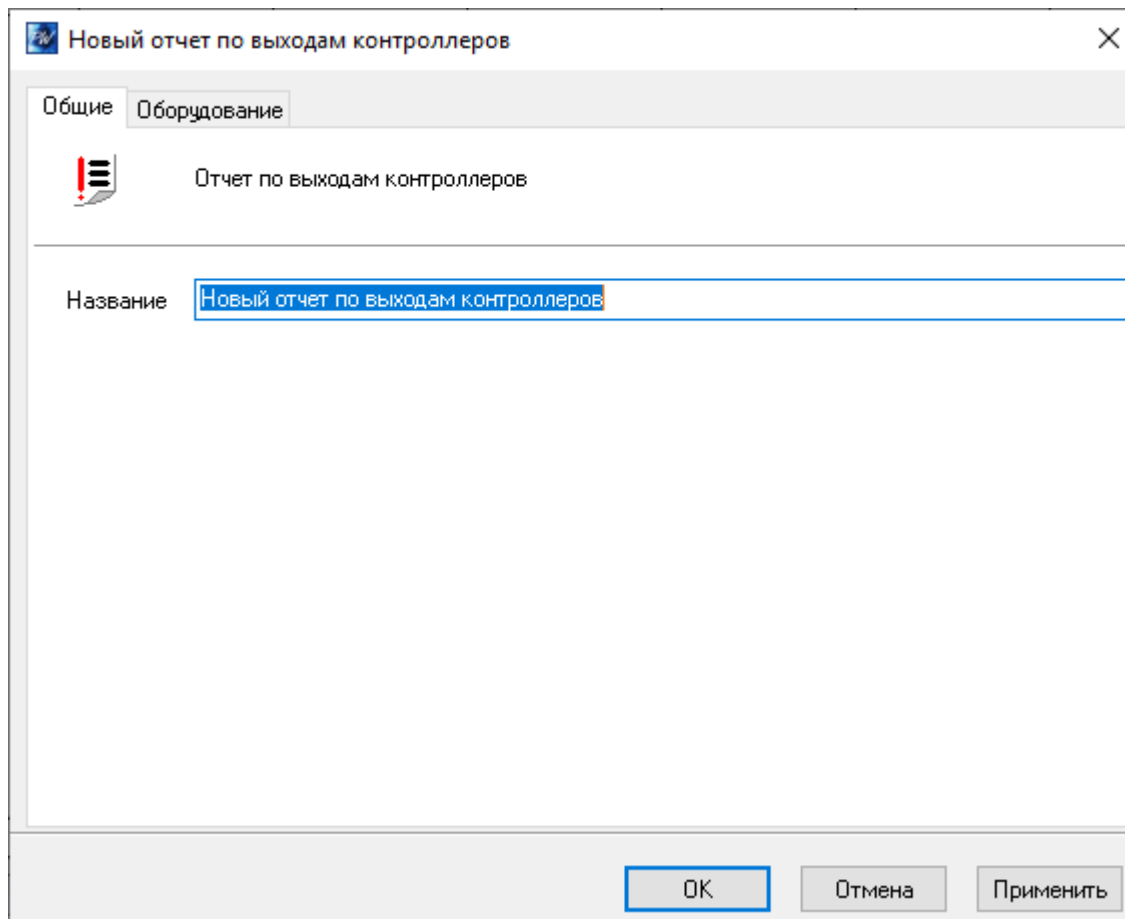 Новый отчет по выходам контроллеров
Общие Оборудование
Отчет по выходам контроллеров
Название Новый отчет по выходам контроллеров
OK Отмена Применить